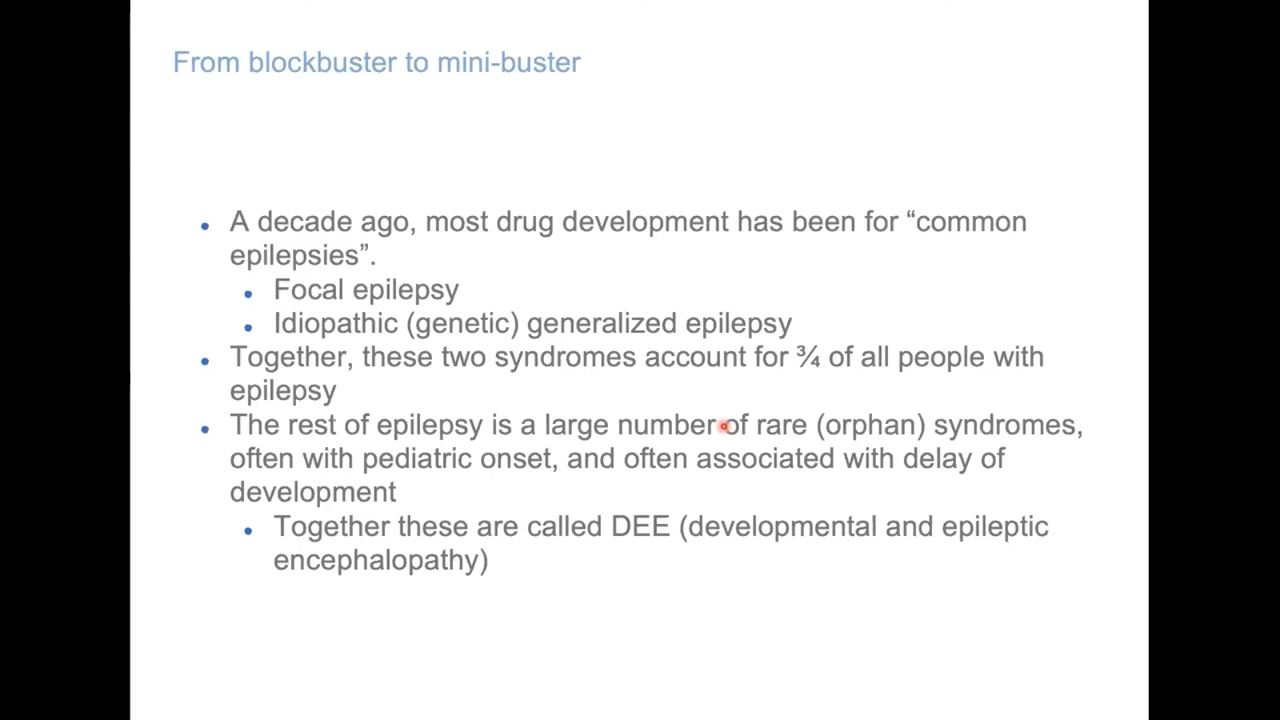 From blockbuster to mini-buster
• A decade ago, most drug development has been for “common
epilepsies”.
• Focal epilepsy
• Idiopathic (genetic) generalized epilepsy
• Together, these two syndromes account for ¾ of all people with
epilepsy
• The rest of epilepsy is a large number of rare (orphan) syndromes,
often with pediatric onset, and often associated with delay of
development
• Together these are called DEE (developmental and epileptic
encephalopathy)